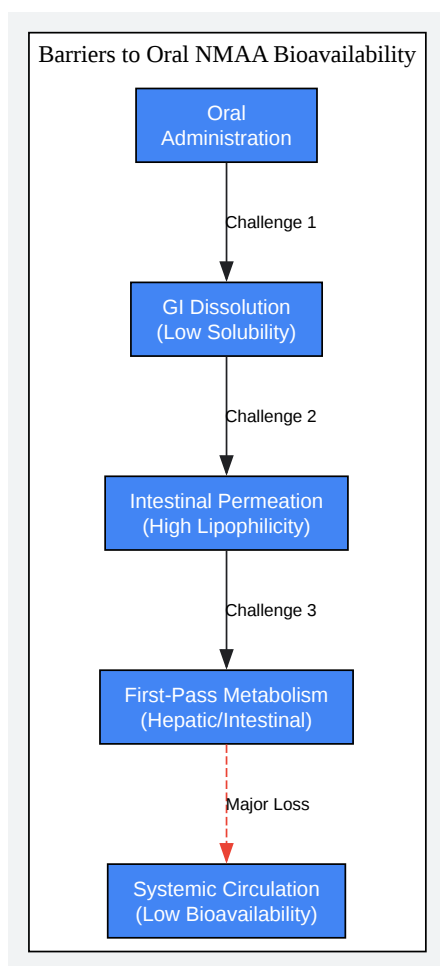 Barriers to Oral NMAA Bioavailability
Oral
Administration
Challenge 1
GI Dissolution
(Low Solubility)
Challenge 2
Intestinal Permeation
(High Lipophilicity)
Challenge 3
First-Pass Metabolism
(Hepatic/Intestinal)
Major Loss
Systemic Circulation
(Low Bioavailability)